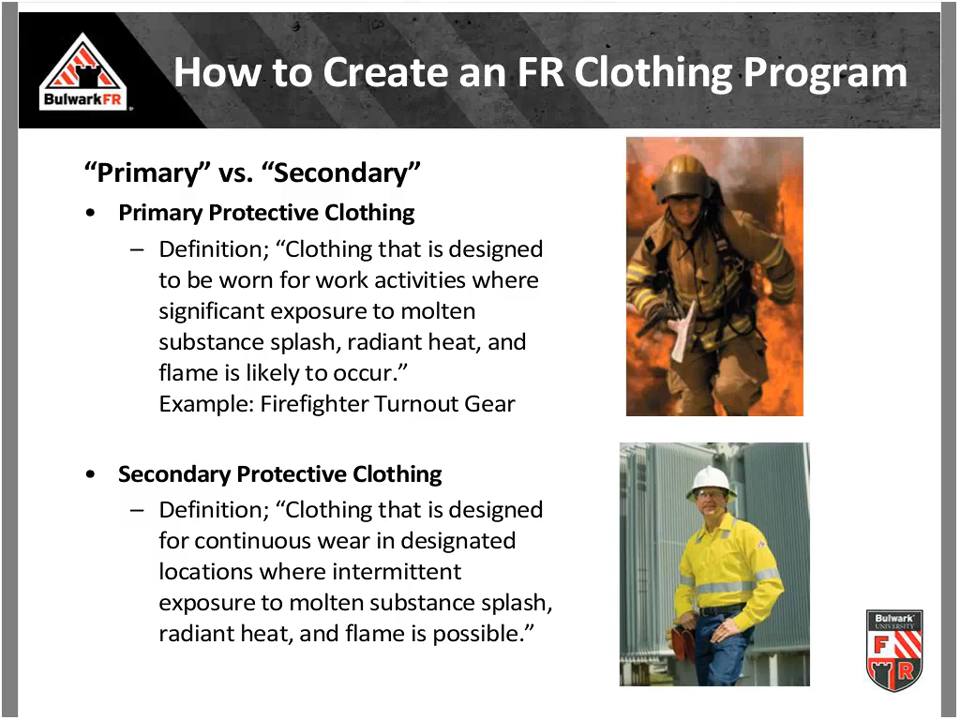 How to Create an FR Clothing Program
BulwarkFR
“Primary” vs. “Secondary”
• Primary Protective Clothing
– Definition; “Clothing that is designed
to be worn for work activities where
significant exposure to molten
substance splash, radiant heat, and
flame is likely to occur.”
Example: Firefighter Turnout Gear
• Secondary Protective Clothing
– Definition; “Clothing that is designed
for continuous wear in designated
locations where intermittent
exposure to molten substance splash,
radiant heat, and flame is possible.”
Bulwark
UNIVERSITY
F
R